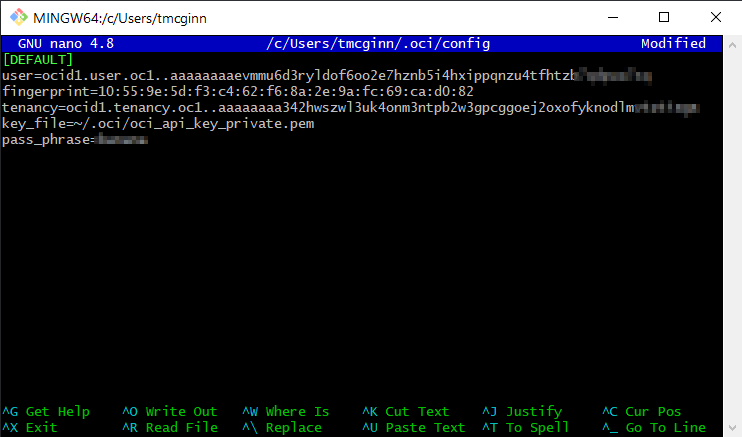 MINGW64:/c/Users/tmcginn
GNU nano 4.8 /c/Users/tmcginn/.oci/config Modified
[DEFAULT]
user=ocid1.user.oc1..aaaaaaaaevmmu6d3ryldof6oo2e7hznb5i4hxippqnzu4tfhtzb
fingerprint=10:55:9e:5d:f3:c4:62:f6:8a:2e:9a:fc:69:ca:d0:82
tenancy=ocid1.tenancy.oc1..aaaaaaaa342hwszwl3uk4onm3ntpb2w3gpcggoej2oxofyknodlm
key_file=~/.oci/oci_api_key_private.pem
pass_phrase=
^G Get Help ^O Write Out ^W Where Is ^K Cut Text ^J Justify ^C Cur Pos
^X Exit ^R Read File ^\ Replace ^U Paste Text ^T To Spell ^_ Go To Line